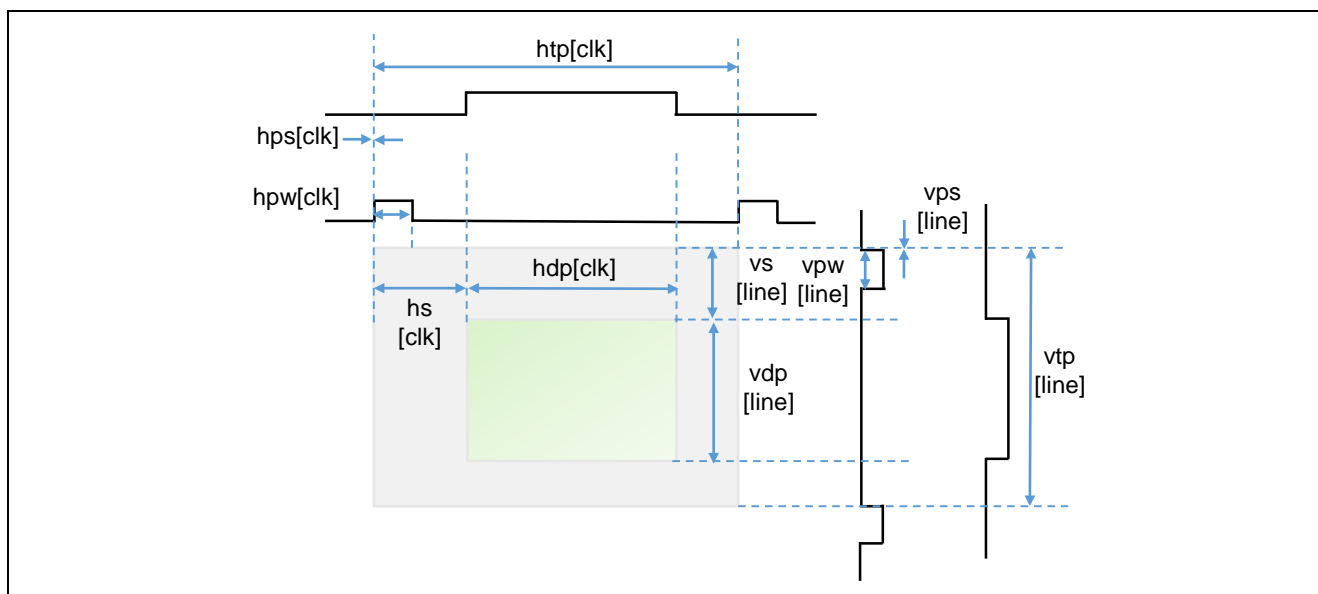 htp[clk]
hps[clk]
hpw[clk]
vps
[line]
hdp[clk]
vs
[line]
vpw
[line]
hs
[clk]
vdp
[line]
vtp
[line]